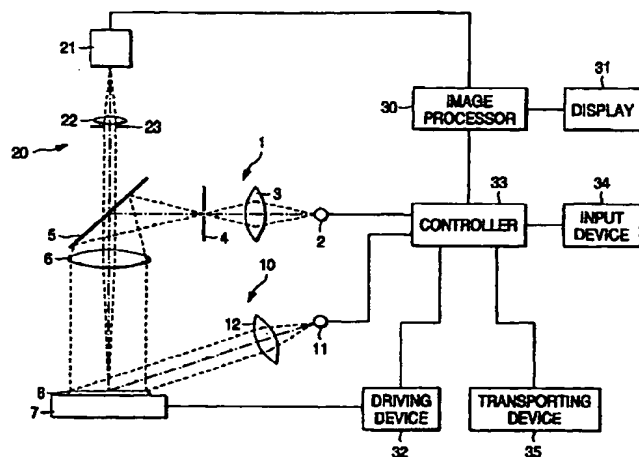 21
31
30
IMAGE
PROCESSOR
DISPLAY
22
23
20
1
33
34
3
5
4
2
CONTROLLER
INPUT
DEVICE
6
10
12
11
8
7
DRIVING
DEVICE
TRANSPORTING
DEVICE
32
35